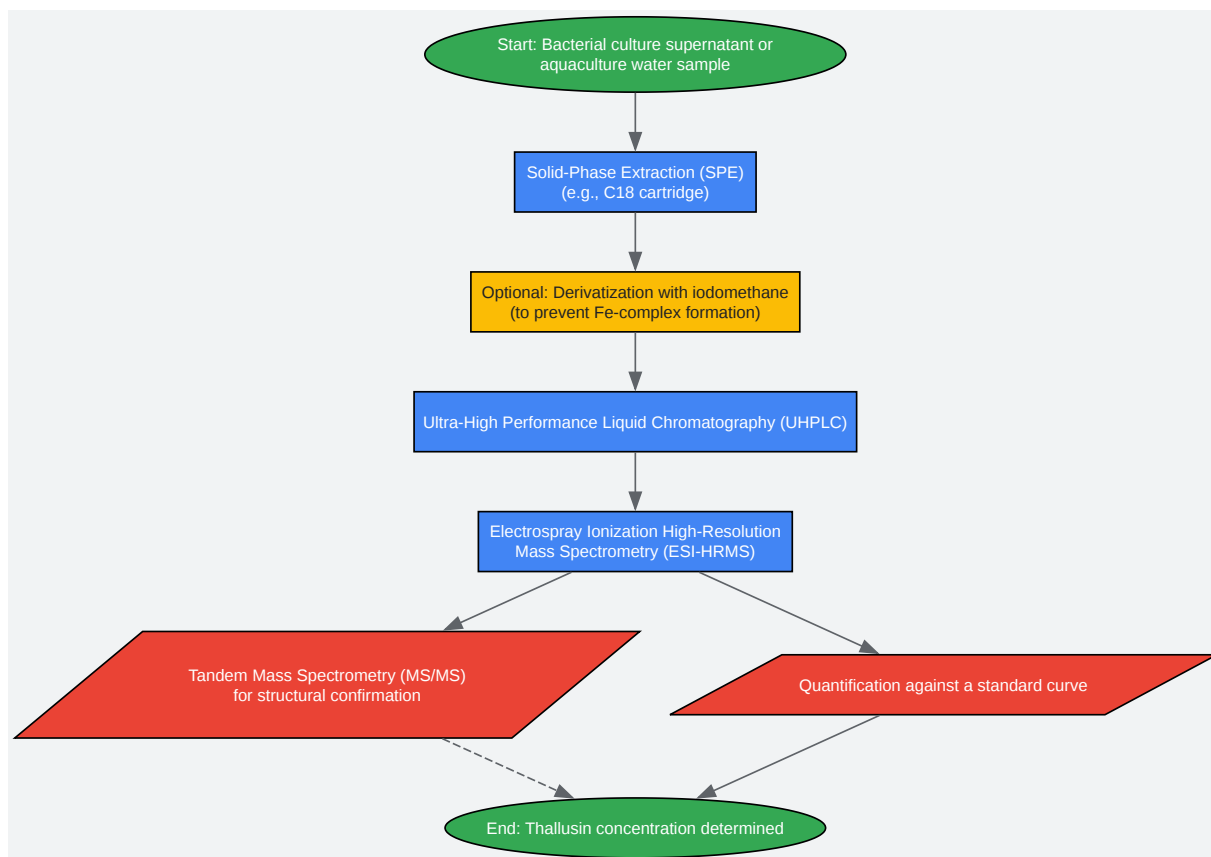 Start: Bacterial culture supernatant or
aquaculture water sample
Solid-Phase Extraction (SPE)
(e.g., C18 cartridge)
Optional: Derivatization with iodomethane
(to prevent Fe-complex formation)
Ultra-High Performance Liquid Chromatography (UHPLC)
Electrospray Ionization High-Resolution
Mass Spectrometry (ESI-HRMS)
Tandem Mass Spectrometry (MS/MS)
for structural confirmation
Quantification against a standard curve
End: Thallusin concentration determined